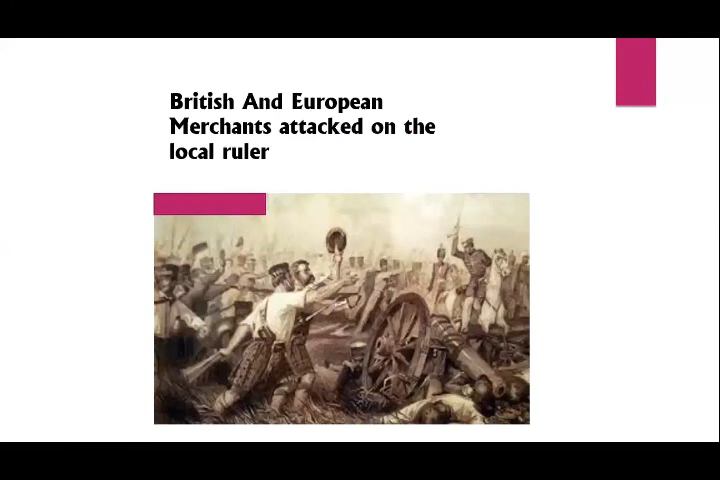 British And European
Merchants attacked on the
local ruler